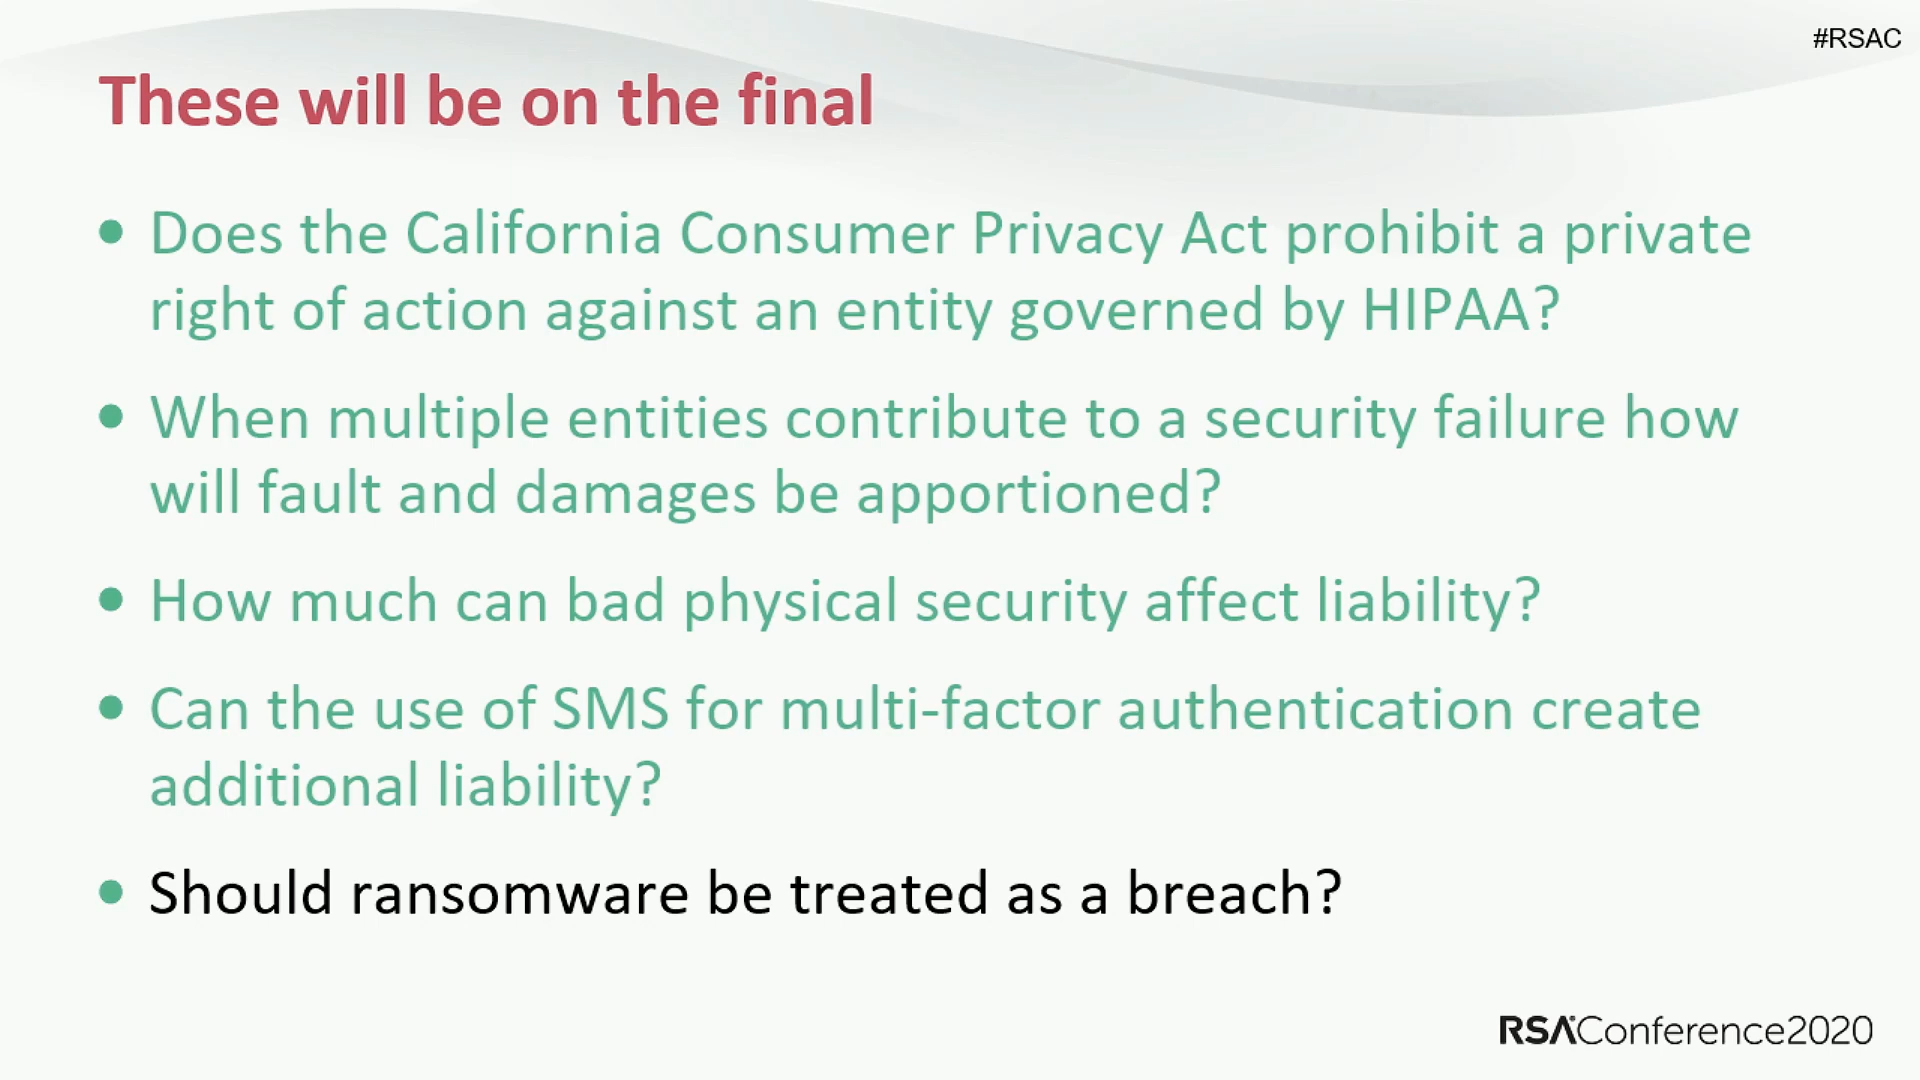 #RSAC
These will be on the final
• Does the California Consumer Privacy Act prohibit a private
right of action against an entity governed by HIPAA?
• When multiple entities contribute to a security failure how
will fault and damages be apportioned?
• How much can bad physical security affect liability?
• Can the use of SMS for multi-factor authentication create
additional liability?
• Should ransomware be treated as a breach?
RSAConference2020